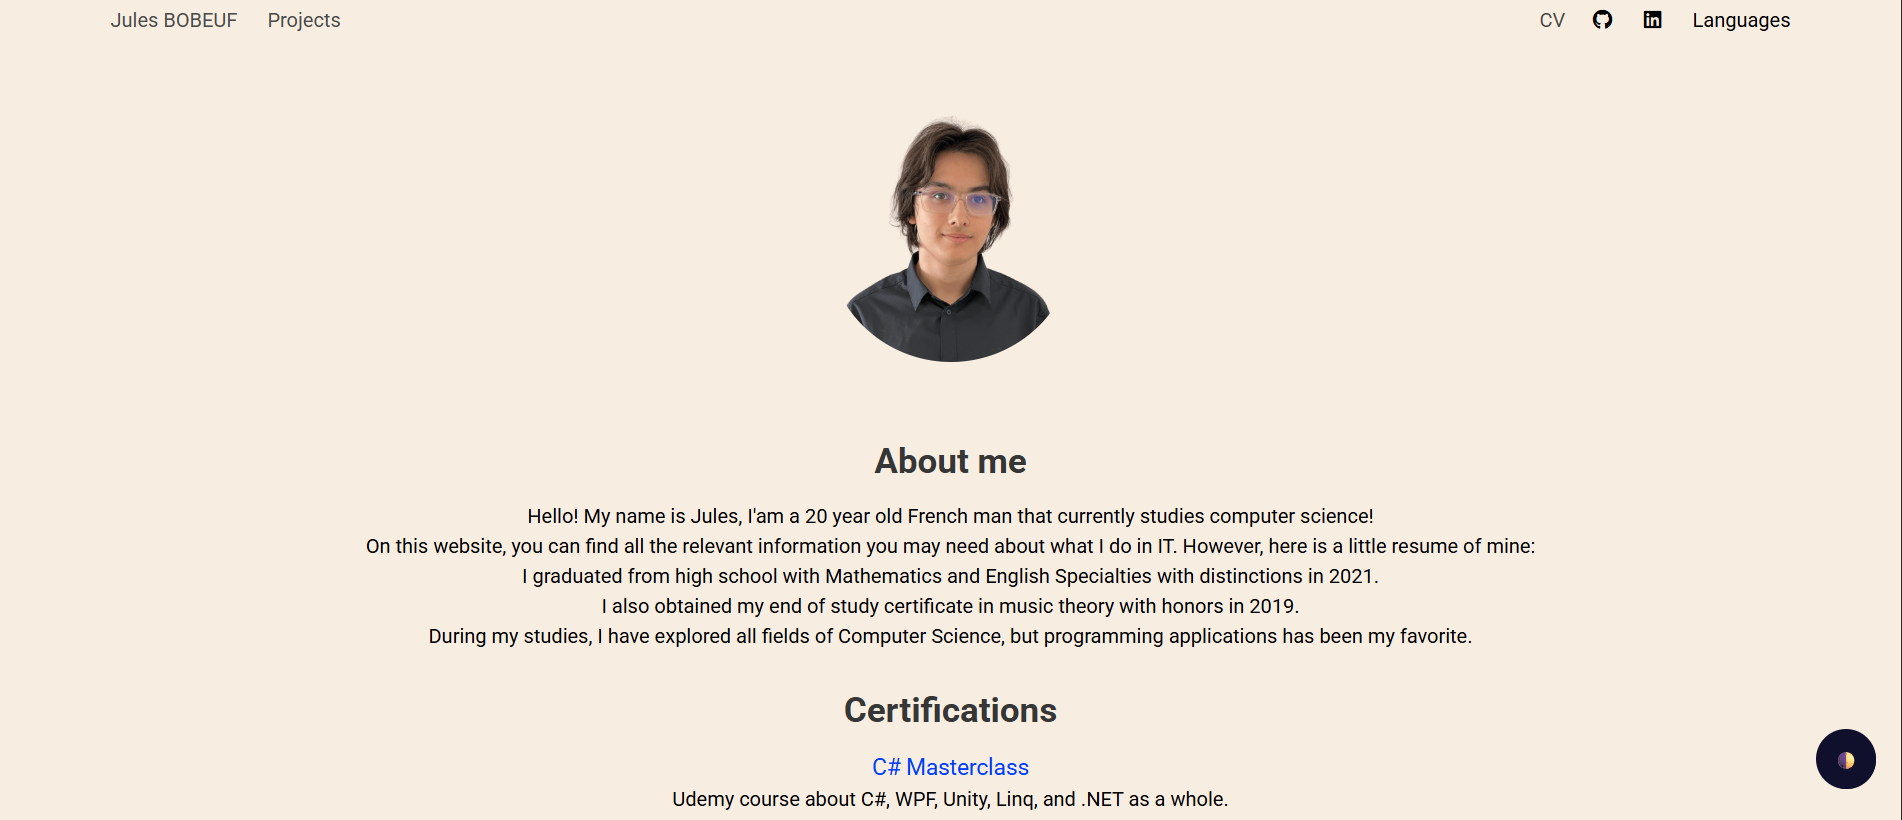 Jules BOBEUF Projects CV in Languages
About me
Hello! My name is Jules, I'am a 20 year old French man that currently studies computer science!
On this website, you can find all the relevant information you may need about what I do in IT. However, here is a little resume of mine:
I graduated from high school with Mathematics and English Specialties with distinctions in 2021.
I also obtained my end of study certificate in music theory with honors in 2019.
During my studies, I have explored all fields of Computer Science, but programming applications has been my favorite.
Certifications
C# Masterclass
Udemy course about C#, WPF, Unity, Linq, and .NET as a whole.